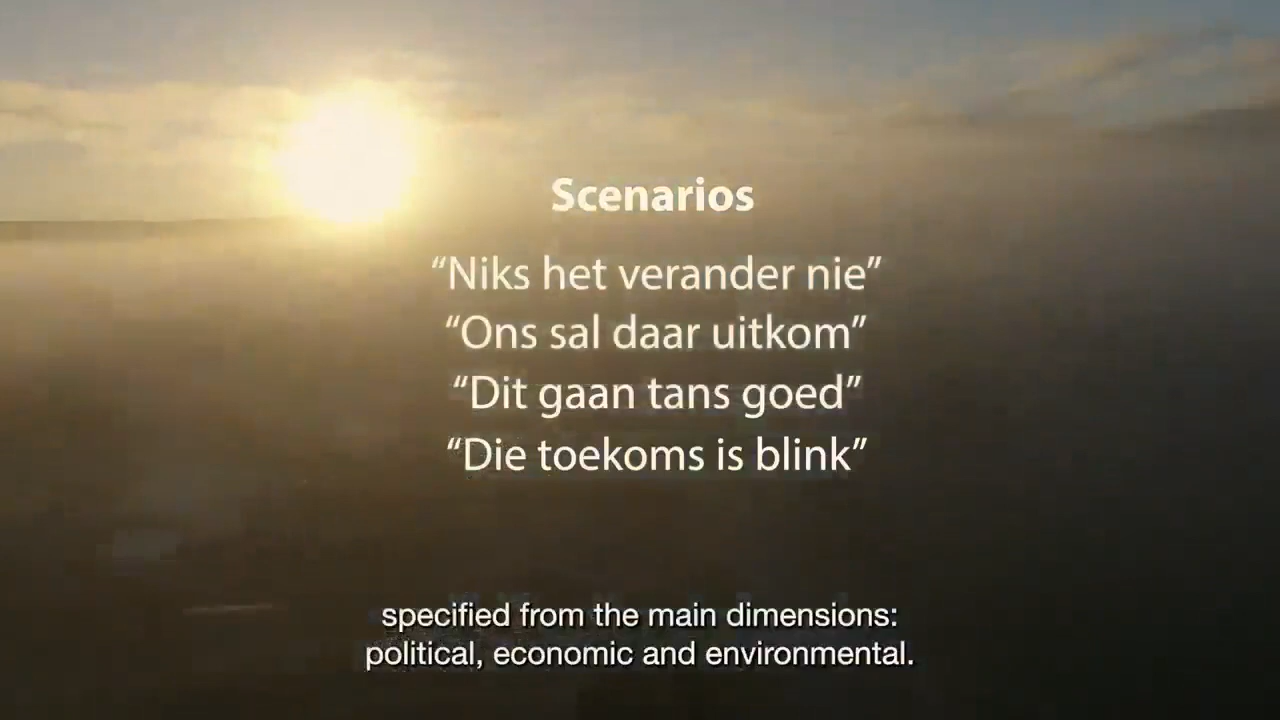 Scenarios
“Niks het verander nie”
“Ons sal daar uitkom”
“Dit gaan tans goed”
“Die toekoms is blink”
specified from the main dimensions:
political, economic and environmental.